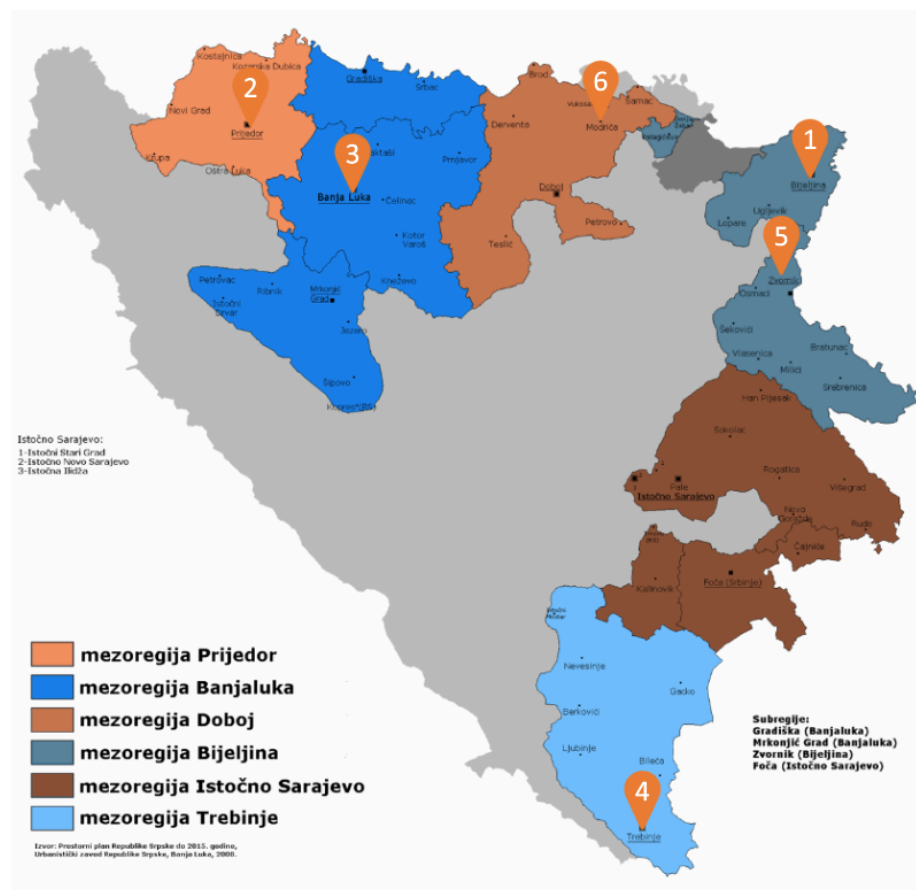 6
Brod
Kostajnica
Kozarska Dubica
2
Gradiška
Srbac
Šamac
Novi Grad
Modriča
Derventa
Prijedor
1
3
Krupa
Oštra Luka
Prnjavor
Bijeljina
Banja Luka
Čelinac
Doboj
Petrovo
Ugljevik
Lopare
Kotor
Varoš
Teslić
5
Petrovac
Ribnik
Mrkonjić
Grad
Kneževo
Zvornik
Osmaci
Istočni
Drvar
Jezero
Šekovići
Bratunac
Vlasenica
Milići
Srebrenica
Šipovo
Kupres (RS)
Han Pijesak
Istočno Sarajevo:
1-Istočni Stari Grad
2-Istočno Novo Sarajevo
3-Istočna Ilidža
Sokolac
Rogatica
Pale
Višegrad
Istočno Sarajevo
Novo
Goražde
Rudo
Čajniče
Kalinovik
Foča (Srbinje)
mezoregija Prijedor
mezoregija Banjaluka
mezoregija Doboj
mezoregija Bijeljina
mezoregija Istočno Sarajevo
mezoregija Trebinje
Nevesinje
Gacko
Berkovići
Ljubinje
Bileća
4
Trebinje
Subregije:
Gradiška (Banjaluka)
Mrkonjić Grad (Banjaluka)
Zvornik (Bijeljina)
Foča (Istočno Sarajevo)
Izvor: Prostorni plan Republike Srpske do 2015. godine,
Urbanistički zavod Republike Srpske, Banja Luka, 2008.